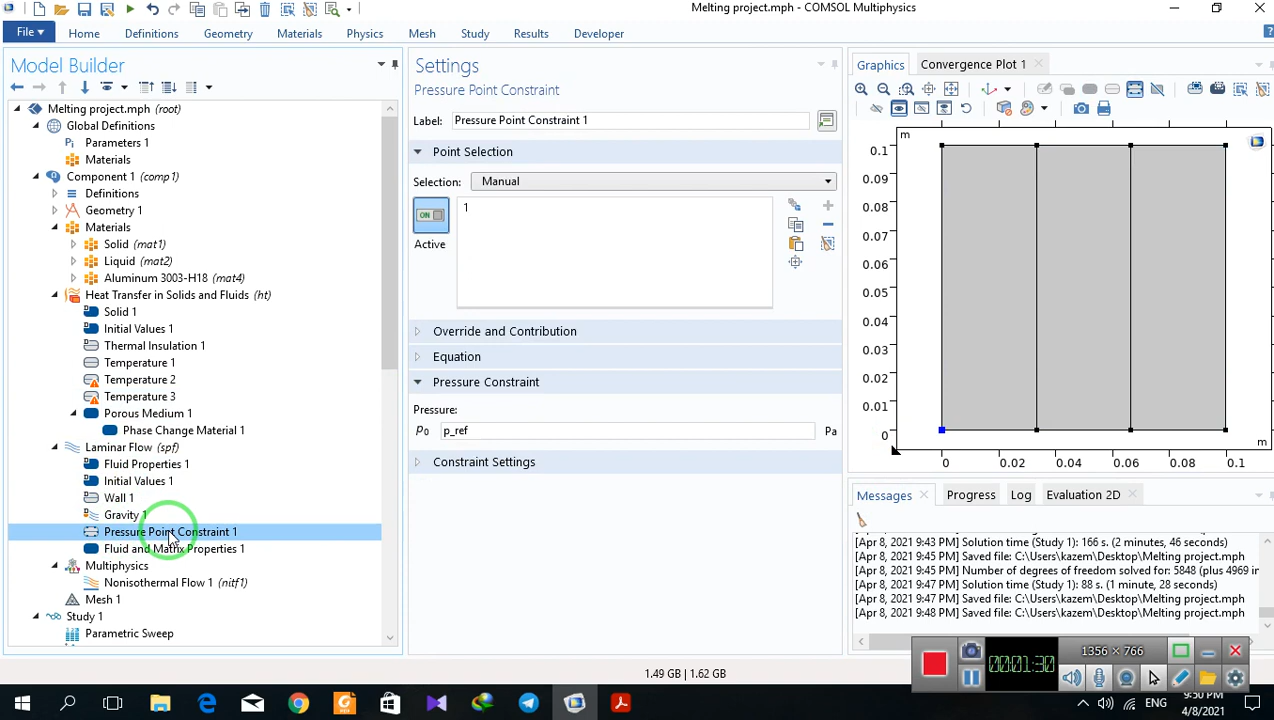 Melting project.mph - COMSOL Multiphysics
File
Home
Definitions
Geometry
Materials
Physics
Mesh
Study
Results
Developer
Model Builder
Melting project.mph (root)
Global Definitions
Pi Parameters 1
Materials
Component 1 (comp1)
Definitions
Geometry 1
Materials
Solid (mat1)
Liquid (mat2)
Aluminum 3003-H18 (mat4)
Heat Transfer in Solids and Fluids (ht)
Solid 1
Initial Values 1
Thermal Insulation 1
Temperature 1
Temperature 2
Temperature 3
Porous Medium 1
Phase Change Material 1
Laminar Flow (spf)
Fluid Properties 1
Initial Values 1
Wall 1
Gravity 1
Pressure Point Constraint 1
Fluid and Matrix Properties 1
Multiphysics
Nonisothermal Flow 1 (nitf1)
Mesh 1
Study 1
Parametric Sweep
Settings
Pressure Point Constraint
Label: Pressure Point Constraint 1
Point Selection
Selection: Manual
ON
Active
1
Override and Contribution
Equation
Pressure Constraint
Pressure:
p0 p_ref Pa
Constraint Settings
Graphics
Convergence Plot 1
m
0.1
0.09
0.08
0.07
0.06
0.05
0.04
0.03
0.02
0.01
0
m
0 0.02 0.04 0.06 0.08 0.1
Messages
Progress
Log
Evaluation 2D
[Apr 8, 2021 9:43 PM] Solution time (Study 1): 166 s. (2 minutes, 46 seconds)
[Apr 8, 2021 9:45 PM] Saved file: C:\Users\kazem\Desktop\Melting project.mph
[Apr 8, 2021 9:45 PM] Number of degrees of freedom solved for: 5848 (plus 4969 in
[Apr 8, 2021 9:47 PM] Solution time (Study 1): 88 s. (1 minute, 28 seconds)
[Apr 8, 2021 9:47 PM] Saved file: C:\Users\kazem\Desktop\Melting project.mph
[Apr 8, 2021 9:48 PM] Saved file: C:\Users\kazem\Desktop\Melting project.mph
1.49 GB | 1.62 GB
00:01:30
1356 × 766
ENG
9:50 PM
4/8/2021